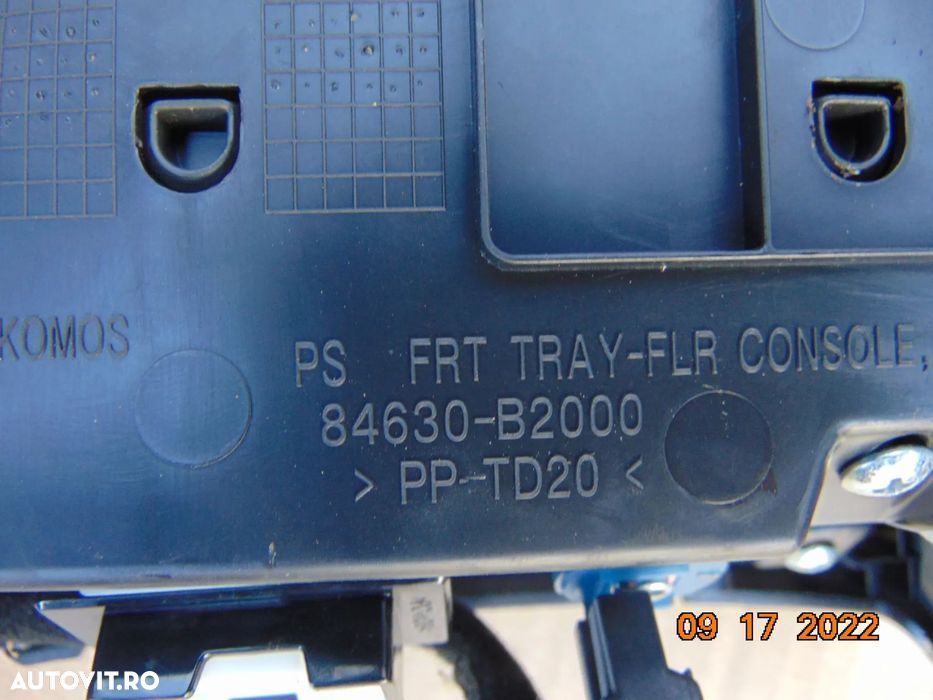 KOMOS
PS FRT TRAY-FLR CONSOLE,
84630-B2000
> PP-TD20 <
09 17 2022
AUTOVIT.RO